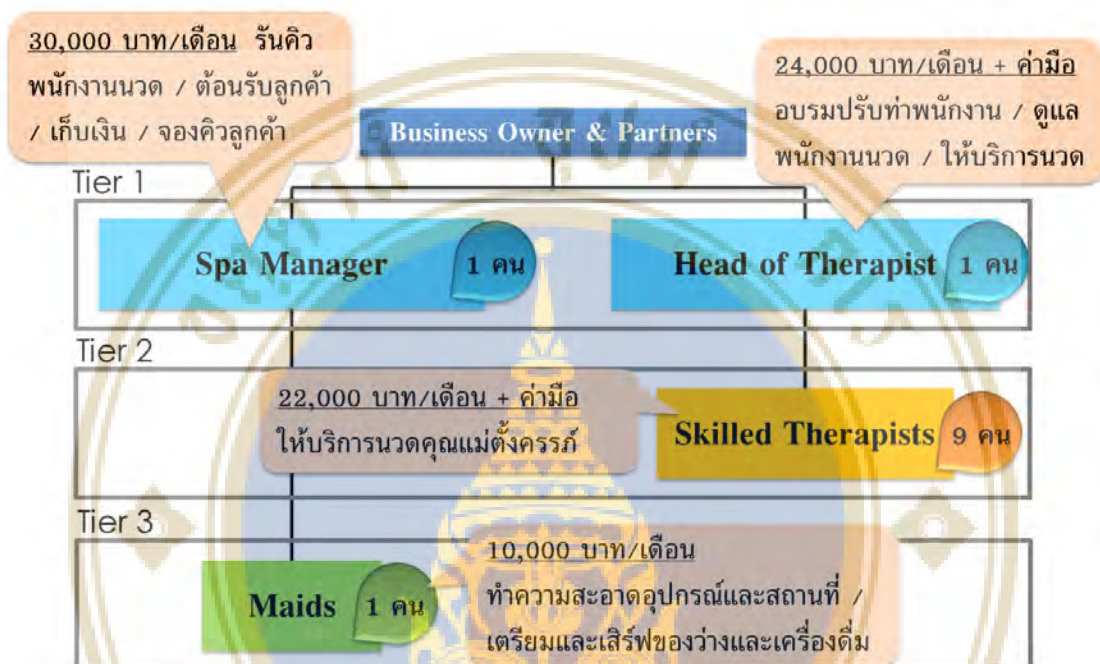 30,000 บาท/เดือน รันคิว
พนักงานนวด / ต้อนรับลูกค้า
/ เก็บเงิน / จองคิวลูกค้า
24,000 บาท/เดือน + ค่ามือ
อบรมปรับท่าพนักงาน / ดูแล
พนักงานนวด / ให้บริการนวด
Business Owner & Partners
Tier 1
Spa Manager
1 คน
Head of Therapist
1 คน
Tier 2
22,000 บาท/เดือน + ค่ามือ
ให้บริการนวดคุณแม่ตั้งครรภ์
Skilled Therapists
9 คน
Tier 3
10,000 บาท/เดือน
ทำความสะอาดอุปกรณ์และสถานที่ /
เตรียมและเสิร์ฟของว่างและเครื่องดื่ม
Maids
1 คน